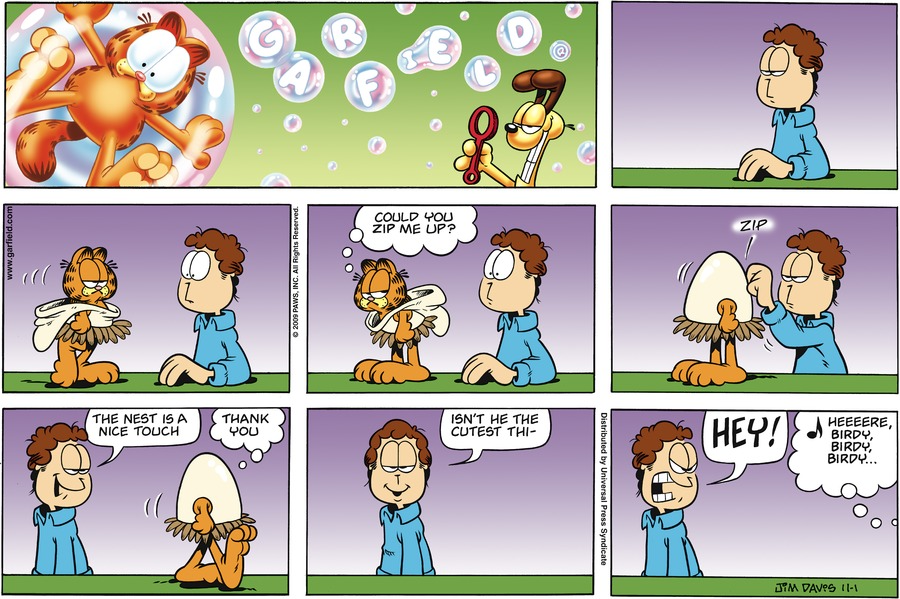 GARFIELD
®
www.garfield.com
© 2009 PAWS, INC. All Rights Reserved.
COULD YOU
ZIP ME UP?
ZIP
THE NEST IS A
NICE TOUCH
THANK
YOU
ISN'T HE THE
CUTEST THI-
Distributed by Universal Press Syndicate
HEY!
♪ HEEEERE,
BIRDY,
BIRDY,
BIRDY...
JIM DAVIS 11-1